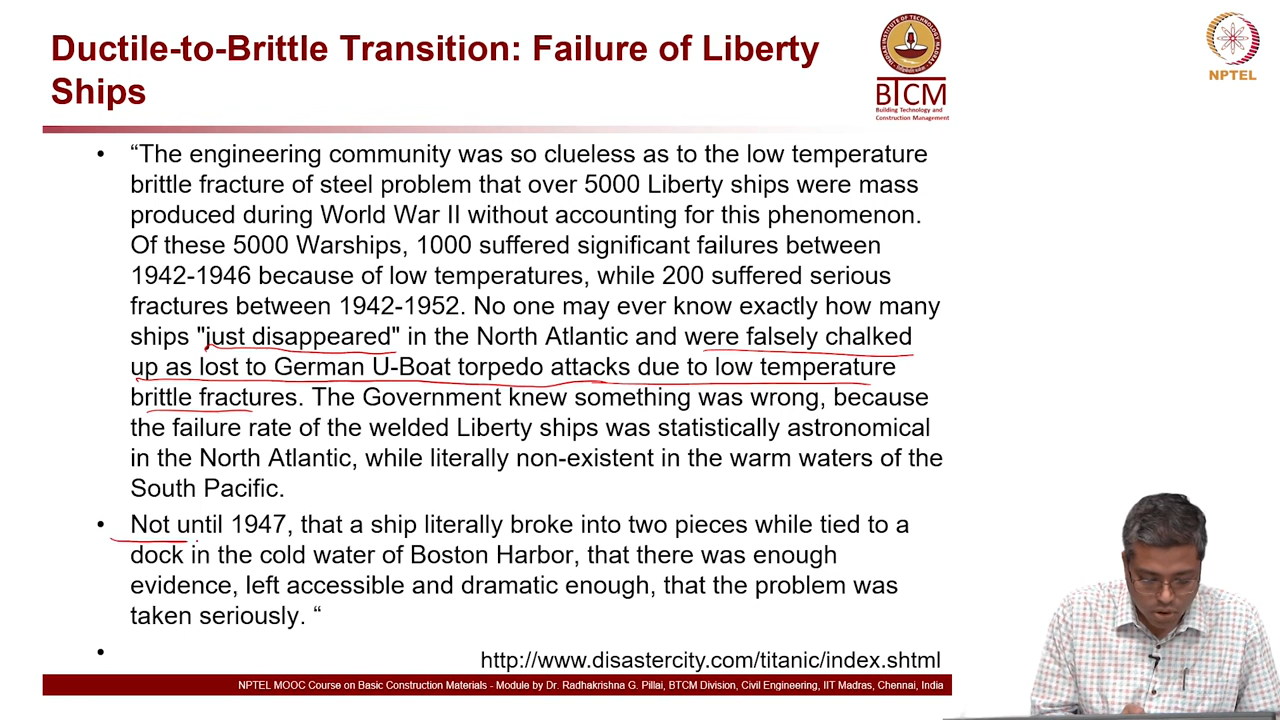 Ductile-to-Brittle Transition: Failure of Liberty
Ships
BTCM
Building Technology and
Construction Management
NPTEL
• “The engineering community was so clueless as to the low temperature
brittle fracture of steel problem that over 5000 Liberty ships were mass
produced during World War II without accounting for this phenomenon.
Of these 5000 Warships, 1000 suffered significant failures between
1942-1946 because of low temperatures, while 200 suffered serious
fractures between 1942-1952. No one may ever know exactly how many
ships "just disappeared" in the North Atlantic and were falsely chalked
up as lost to German U-Boat torpedo attacks due to low temperature
brittle fractures. The Government knew something was wrong, because
the failure rate of the welded Liberty ships was statistically astronomical
in the North Atlantic, while literally non-existent in the warm waters of the
South Pacific.
• Not until 1947, that a ship literally broke into two pieces while tied to a
dock in the cold water of Boston Harbor, that there was enough
evidence, left accessible and dramatic enough, that the problem was
taken seriously. “
•
http://www.disastercity.com/titanic/index.shtml
NPTEL MOOC Course on Basic Construction Materials - Module by Dr. Radhakrishna G. Pillai, BTCM Division, Civil Engineering, IIT Madras, Chennai, India